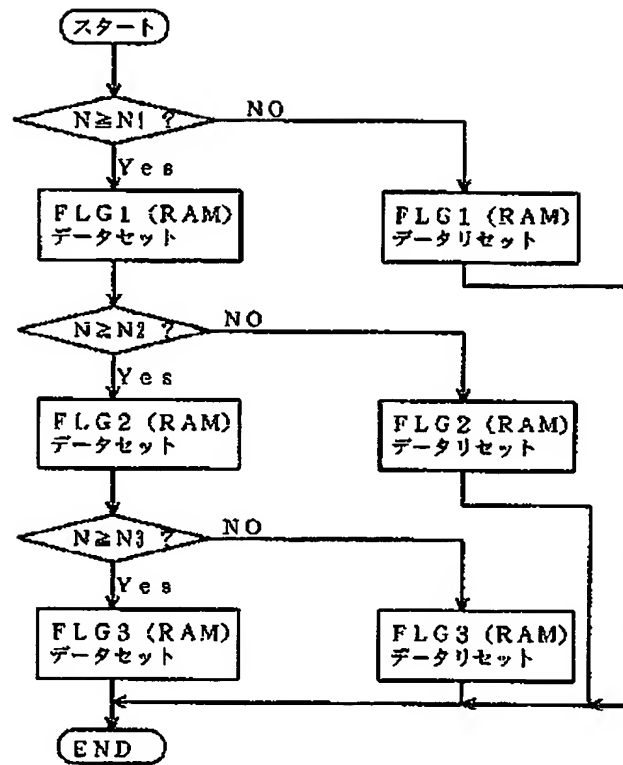 スタート
N≧N1 ?
NO
Yes
FLG1 (RAM)
データセット
FLG1 (RAM)
データリセット
N≧N2 ?
NO
Yes
FLG2 (RAM)
データセット
FLG2 (RAM)
データリセット
N≧N3 ?
NO
Yes
FLG3 (RAM)
データセット
FLG3 (RAM)
データリセット
END